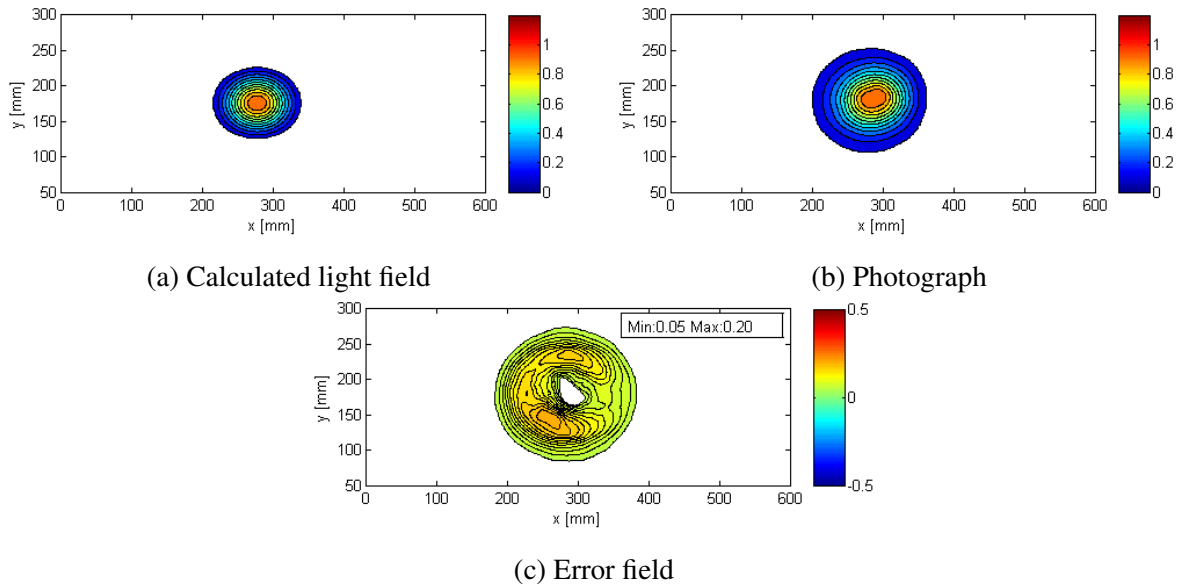 300
250
200
150
100
50
y [mm]
0 100 200 300 400 500 600
x [mm]
1
0.8
0.6
0.4
0.2
0
(a) Calculated light field
300
250
200
150
100
50
y [mm]
0 100 200 300 400 500 600
x [mm]
1
0.8
0.6
0.4
0.2
0
(b) Photograph
300
250
200
150
100
50
y [mm]
Min:0.05 Max:0.20
0 100 200 300 400 500 600
x [mm]
0.5
0
-0.5
(c) Error field